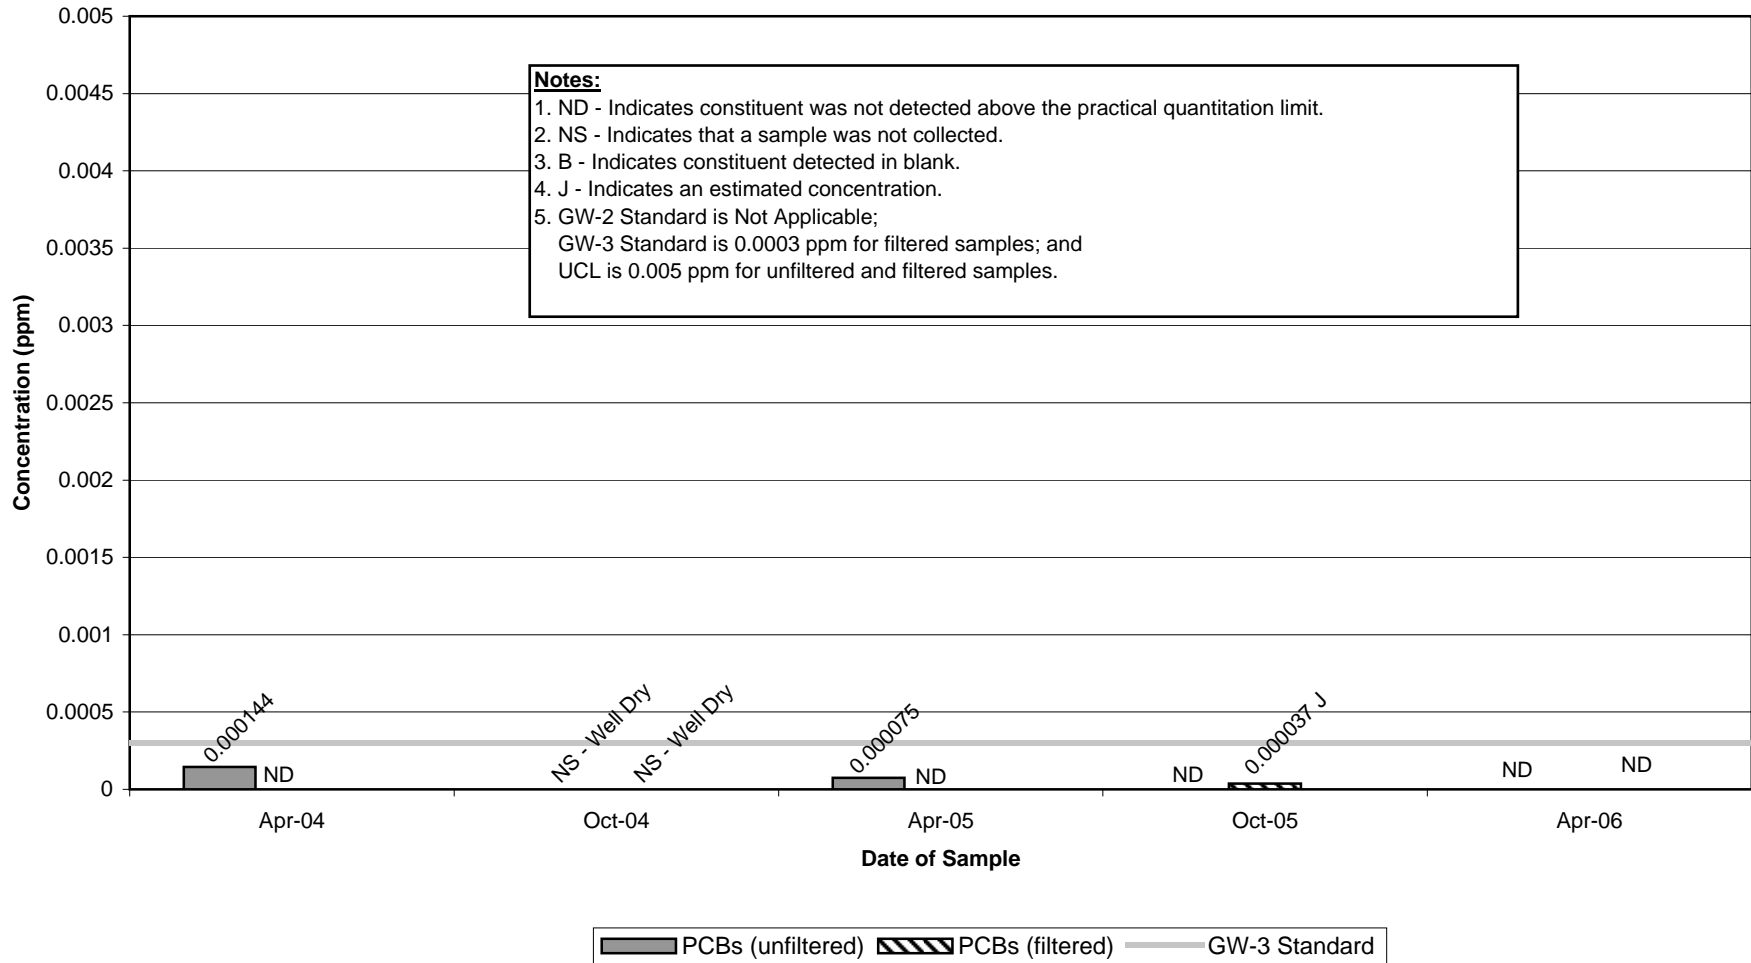 0.005
0.0045
0.004
0.0035
0.003
0.0025
0.002
0.0015
0.001
0.0005
0
Concentration (ppm)
Notes:
1. ND - Indicates constituent was not detected above the practical quantitation limit.
2. NS - Indicates that a sample was not collected.
3. B - Indicates constituent detected in blank.
4. J - Indicates an estimated concentration.
5. GW-2 Standard is Not Applicable;
GW-3 Standard is 0.0003 ppm for filtered samples; and
UCL is 0.005 ppm for unfiltered and filtered samples.
0.000144
ND
NS - Well Dry
NS - Well Dry
0.000075
ND
ND
0.000037 J
ND
ND
Apr-04
Oct-04
Apr-05
Oct-05
Apr-06
Date of Sample
PCBs (unfiltered)
PCBs (filtered)
GW-3 Standard